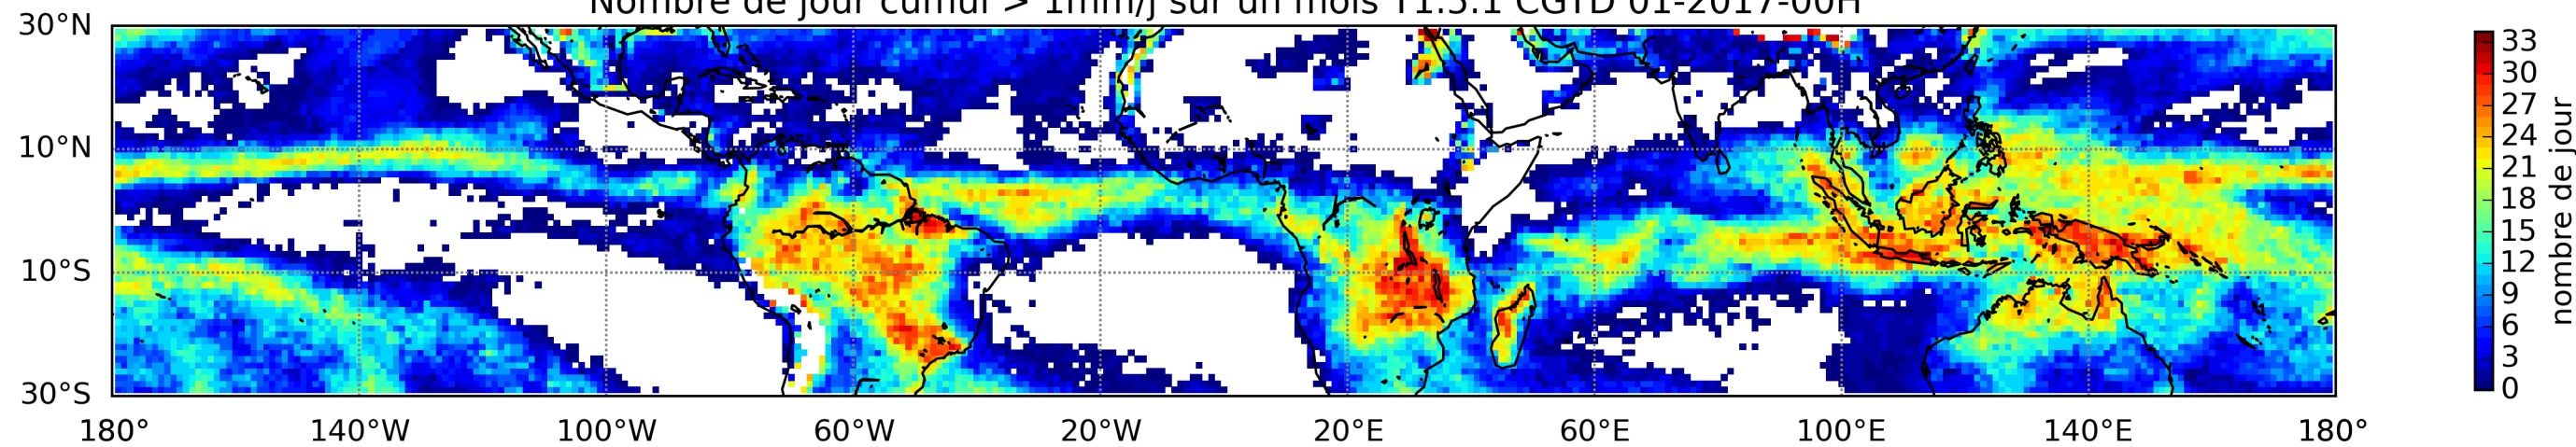 Nombre de jour cumul > 1mm/j sur un mois T1.5.1 CGTD 01-2017-00H
30°N
10°N
10°S
30°S
180°
140°W
100°W
60°W
20°W
20°E
60°E
100°E
140°E
180°
33
30
27
24
21
18
15
12
9
6
3
0
nombre de jour